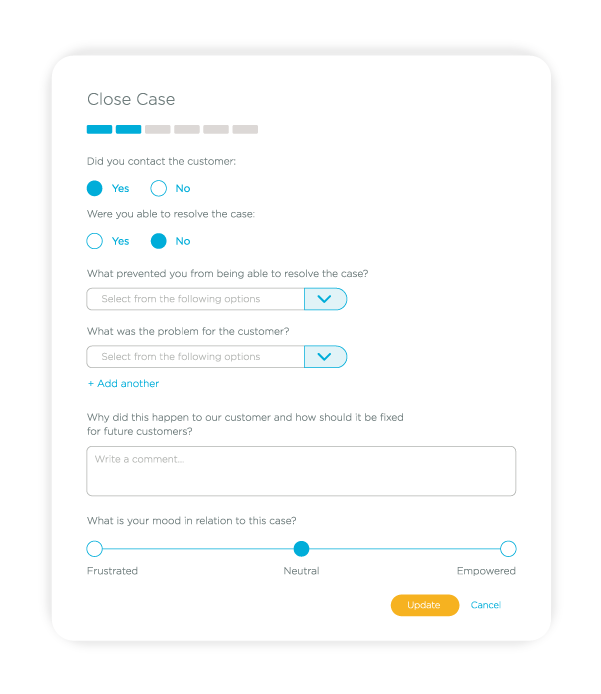 Close Case
Did you contact the customer:
Yes No
Were you able to resolve the case:
Yes No
What prevented you from being able to resolve the case?
Select from the following options
What was the problem for the customer?
Select from the following options
+ Add another
Why did this happen to our customer and how should it be fixed
for future customers?
Write a comment...
What is your mood in relation to this case?
Frustrated Neutral Empowered
Update Cancel